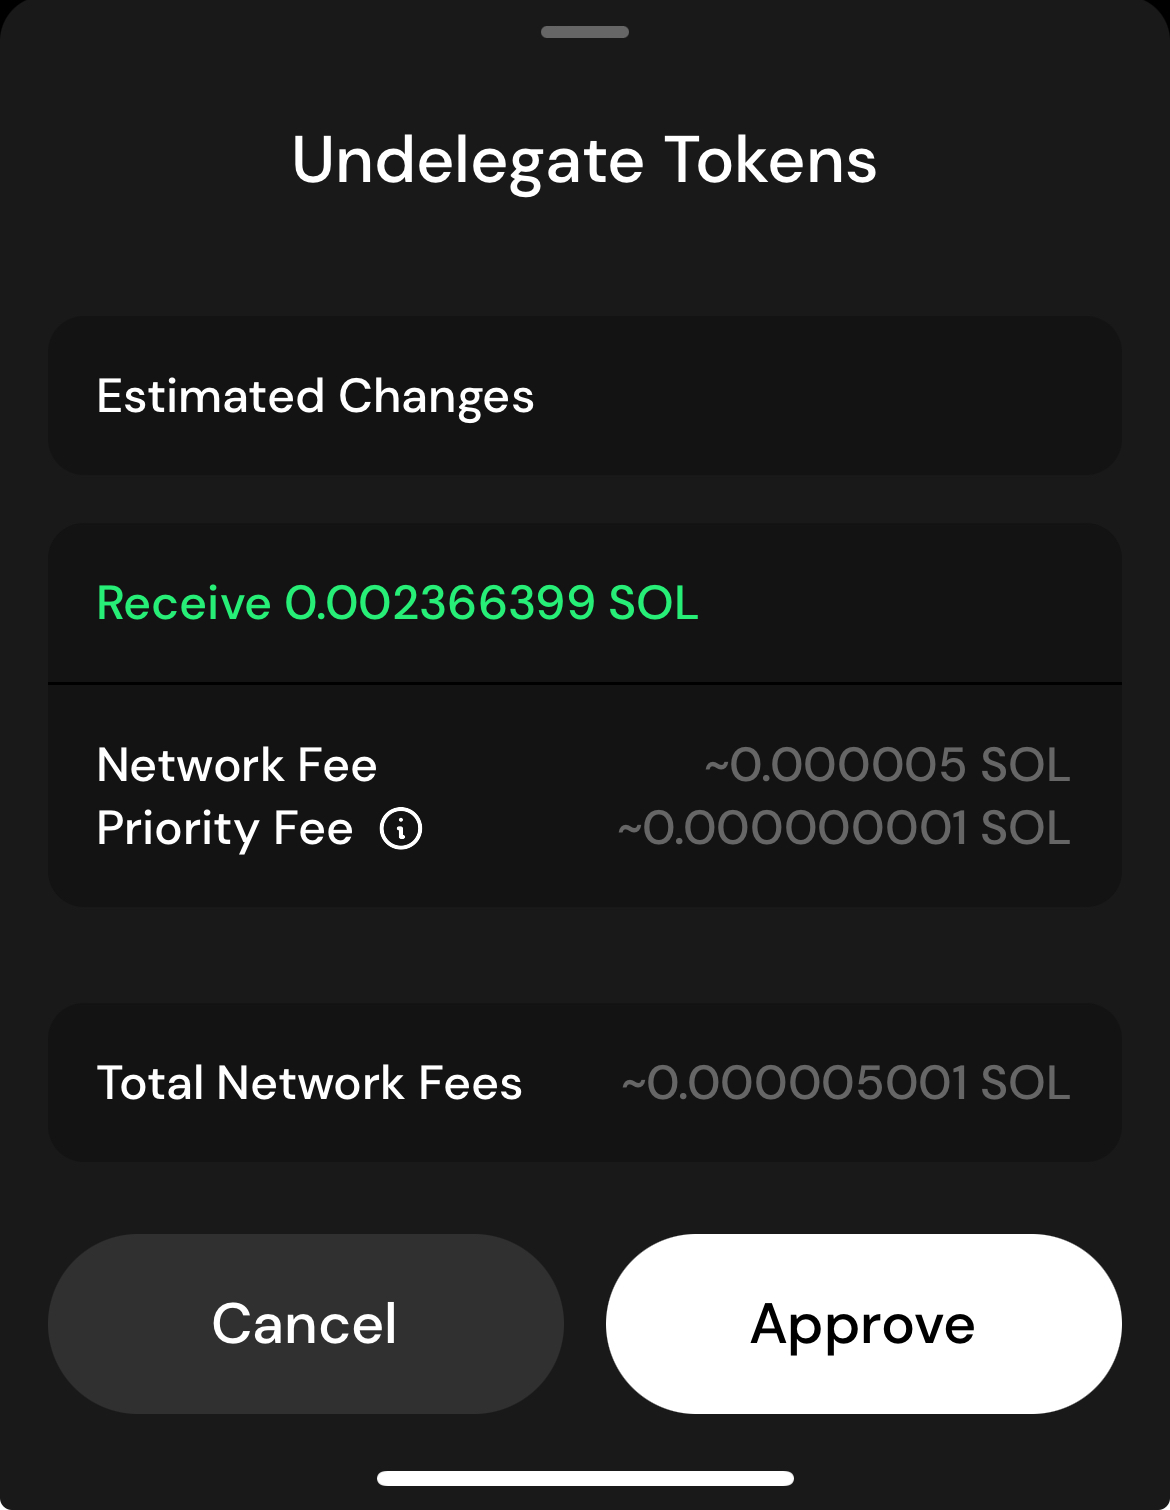 Undelegate Tokens
Estimated Changes
Receive 0.002366399 SOL
Network Fee ~0.000005 SOL
Priority Fee ~0.000000001 SOL
Total Network Fees ~0.000005001 SOL
Cancel Approve